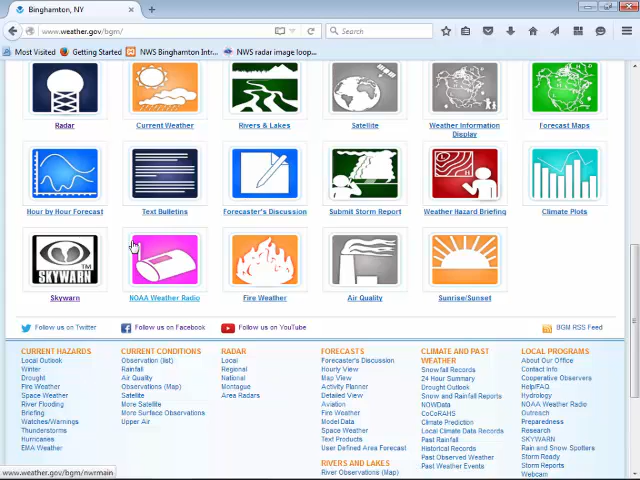 Binghamton, NY
www.weather.gov/bgm/
Search
Most Visited Getting Started NWS Binghamton Intr... NWS radar image loop...
Radar Current Weather Rivers & Lakes Satellite Weather Information Display Forecast Maps
Hour by Hour Forecast Text Bulletins Forecaster's Discussion Submit Storm Report Weather Hazard Briefing Climate Plots
SKYWARN TM
Skywarn NOAA Weather Radio Fire Weather Air Quality Sunrise/Sunset
Follow us on Twitter Follow us on Facebook Follow us on YouTube BGM RSS Feed
CURRENT HAZARDS
Local Outlook
Winter
Drought
Fire Weather
Space Weather
River Flooding
Briefing
Watches/Warnings
Thunderstorms
Hurricanes
EMA Weather
CURRENT CONDITIONS
Observation (list)
Rainfall
Air Quality
Observations (Map)
Satellite
More Satellite
More Surface Observations
Upper Air
RADAR
Local
Regional
National
Montague
Area Radars
FORECASTS
Forecaster's Discussion
Hourly View
Map View
Activity Planner
Detailed View
Aviation
Fire Weather
Model Data
Space Weather
Text Products
User Defined Area Forecast
RIVERS AND LAKES
River Observations (Map)
CLIMATE AND PAST
WEATHER
Snowfall Records
24 Hour Summary
Drought Outlook
Snow and Rainfall Reports
NOWData
CoCoRAHS
Climate Prediction
Local Climate Data Records
Past Rainfall
Historical Records
Past Observed Weather
Past Weather Events
LOCAL PROGRAMS
About Our Office
Contact Info
Cooperative Observers
Help/FAQ
Hydrology
NOAA Weather Radio
Outreach
Preparedness
Research
SKYWARN
Rain and Snow Spotters
Storm Ready
Storm Reports
Webcam
www.weather.gov/bgm/nwrmain